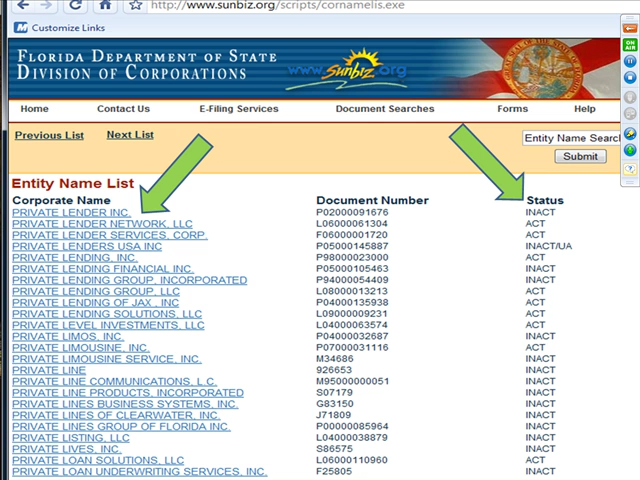 http://www.sunbiz.org/scripts/cornamelis.exe
Customize Links
ON AIR
FLORIDA DEPARTMENT OF STATE
DIVISION OF CORPORATIONS
www.sunbiz.org
Home Contact Us E-Filing Services Document Searches Forms Help
Previous List Next List Entity Name Search
Submit
Entity Name List
Corporate Name Document Number Status
PRIVATE LENDER INC. P02000091676 INACT
PRIVATE LENDER NETWORK, LLC L06000061304 ACT
PRIVATE LENDER SERVICES, CORP. F06000001720 ACT
PRIVATE LENDERS USA INC P05000145887 INACT/UA
PRIVATE LENDING, INC. P98000023000 ACT
PRIVATE LENDING FINANCIAL INC. P05000105463 INACT
PRIVATE LENDING GROUP, INCORPORATED P94000054409 INACT
PRIVATE LENDING GROUP, LLC L08000013213 ACT
PRIVATE LENDING OF JAX , INC P04000135938 ACT
PRIVATE LENDING SOLUTIONS, LLC L09000009231 ACT
PRIVATE LEVEL INVESTMENTS, LLC L04000063574 ACT
PRIVATE LIMOS, INC. P04000032687 INACT
PRIVATE LIMOUSINE, INC. P07000031116 ACT
PRIVATE LIMOUSINE SERVICE, INC. M34686 INACT
PRIVATE LINE 926653 INACT
PRIVATE LINE COMMUNICATIONS, L.C. M95000000051 INACT
PRIVATE LINE PRODUCTS, INCORPORATED S07179 INACT
PRIVATE LINES BUSINESS SYSTEMS, INC. G83150 INACT
PRIVATE LINES OF CLEARWATER, INC. J71809 INACT
PRIVATE LINES GROUP OF FLORIDA INC. P00000085964 INACT
PRIVATE LISTING, LLC L04000038879 INACT
PRIVATE LIVES, INC. S86575 INACT
PRIVATE LOAN SOLUTIONS, LLC L06000110960 ACT
PRIVATE LOAN UNDERWRITING SERVICES, INC. F25805 INACT